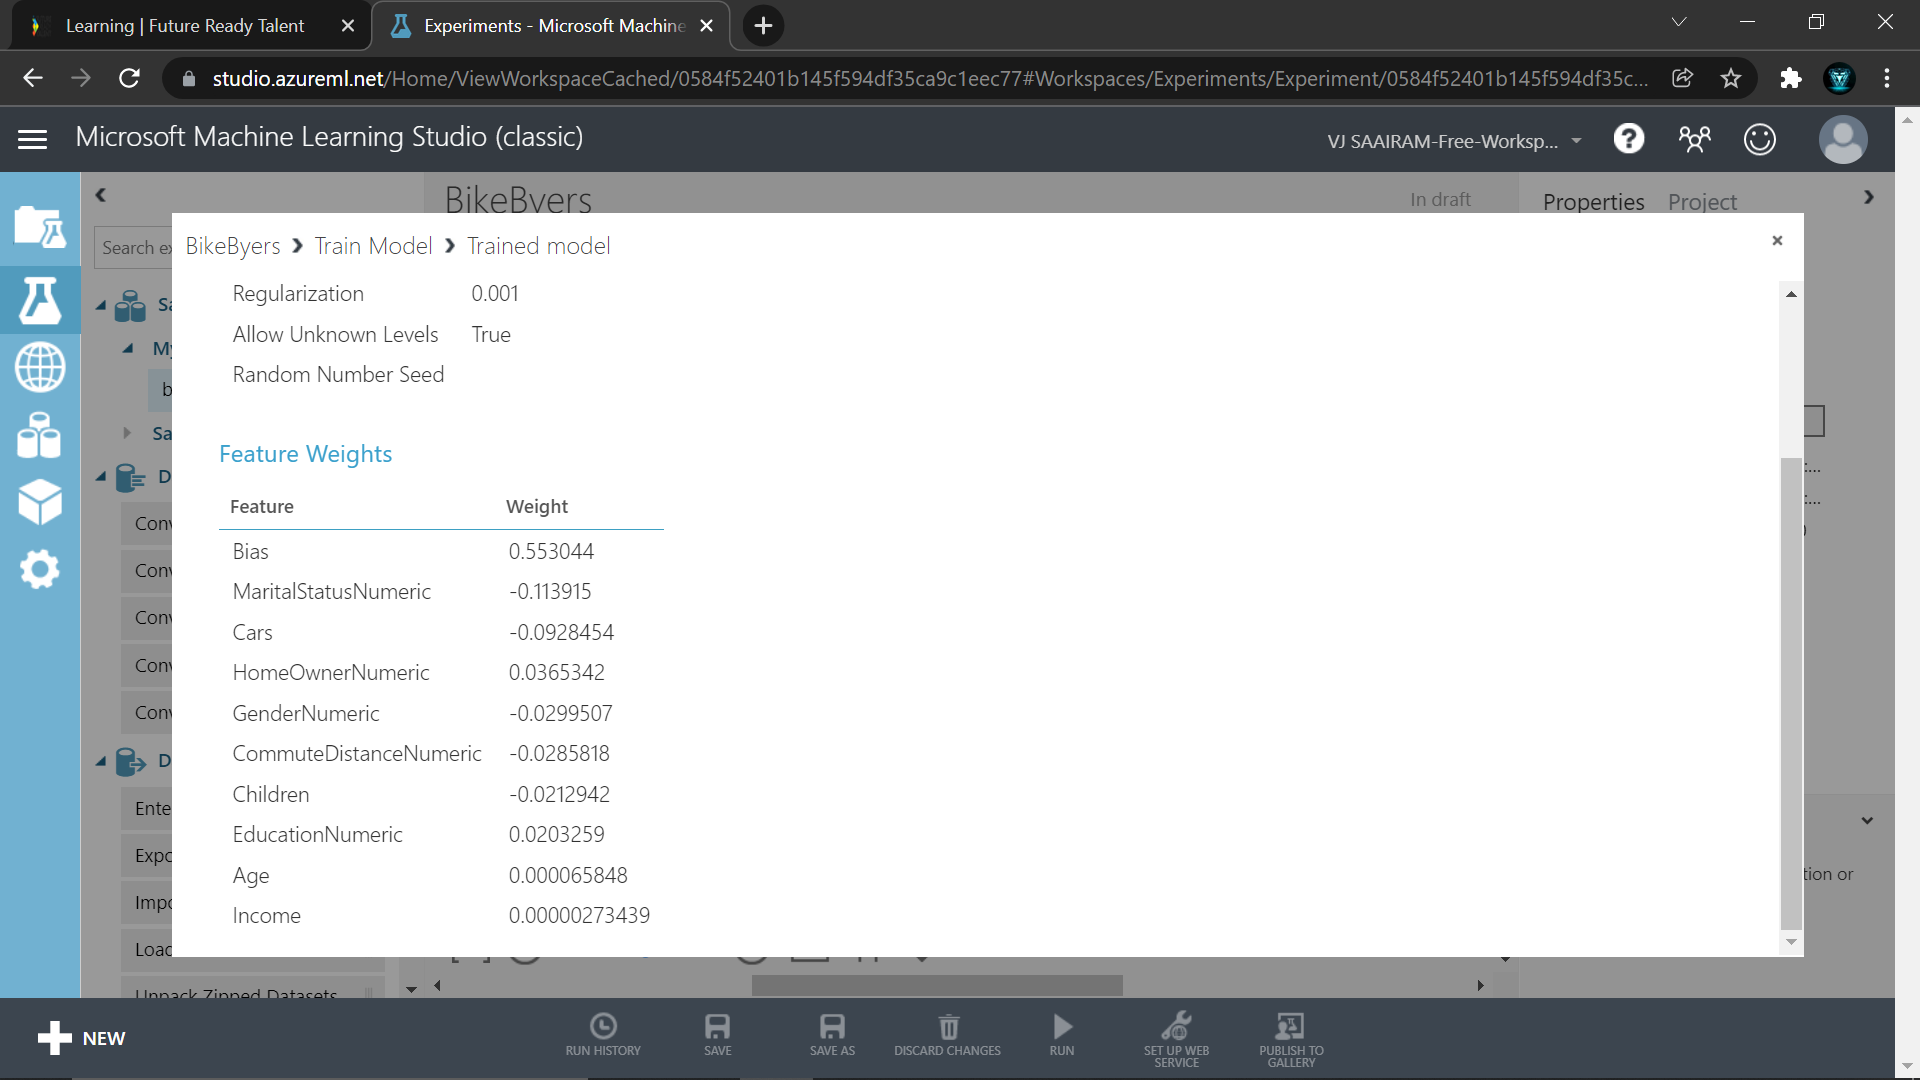 Learning | Future Ready Talent
Experiments - Microsoft Machine
studio.azureml.net/Home/ViewWorkspaceCached/0584f52401b145f594df35ca9c1eec77#Workspaces/Experiments/Experiment/0584f52401b145f594df35c...
Microsoft Machine Learning Studio (classic)
VJ SAAIRAM-Free-Worksp...
BikeByers
In draft
Properties
Project
Search ex
BikeByers > Train Model > Trained model
Regularization 0.001
Allow Unknown Levels True
Random Number Seed
Feature Weights
Feature Weight
Bias 0.553044
MaritalStatusNumeric -0.113915
Cars -0.0928454
HomeOwnerNumeric 0.0365342
GenderNumeric -0.0299507
CommuteDistanceNumeric -0.0285818
Children -0.0212942
EducationNumeric 0.0203259
Age 0.000065848
Income 0.00000273439
Sa
My
b
Sa
D
Conv
Conv
Conv
Conv
Conv
D
Ente
Expo
Impo
Load
Unpack Zipped Datasets
tion or
NEW
RUN HISTORY
SAVE
SAVE AS
DISCARD CHANGES
RUN
SET UP WEB
SERVICE
PUBLISH TO
GALLERY